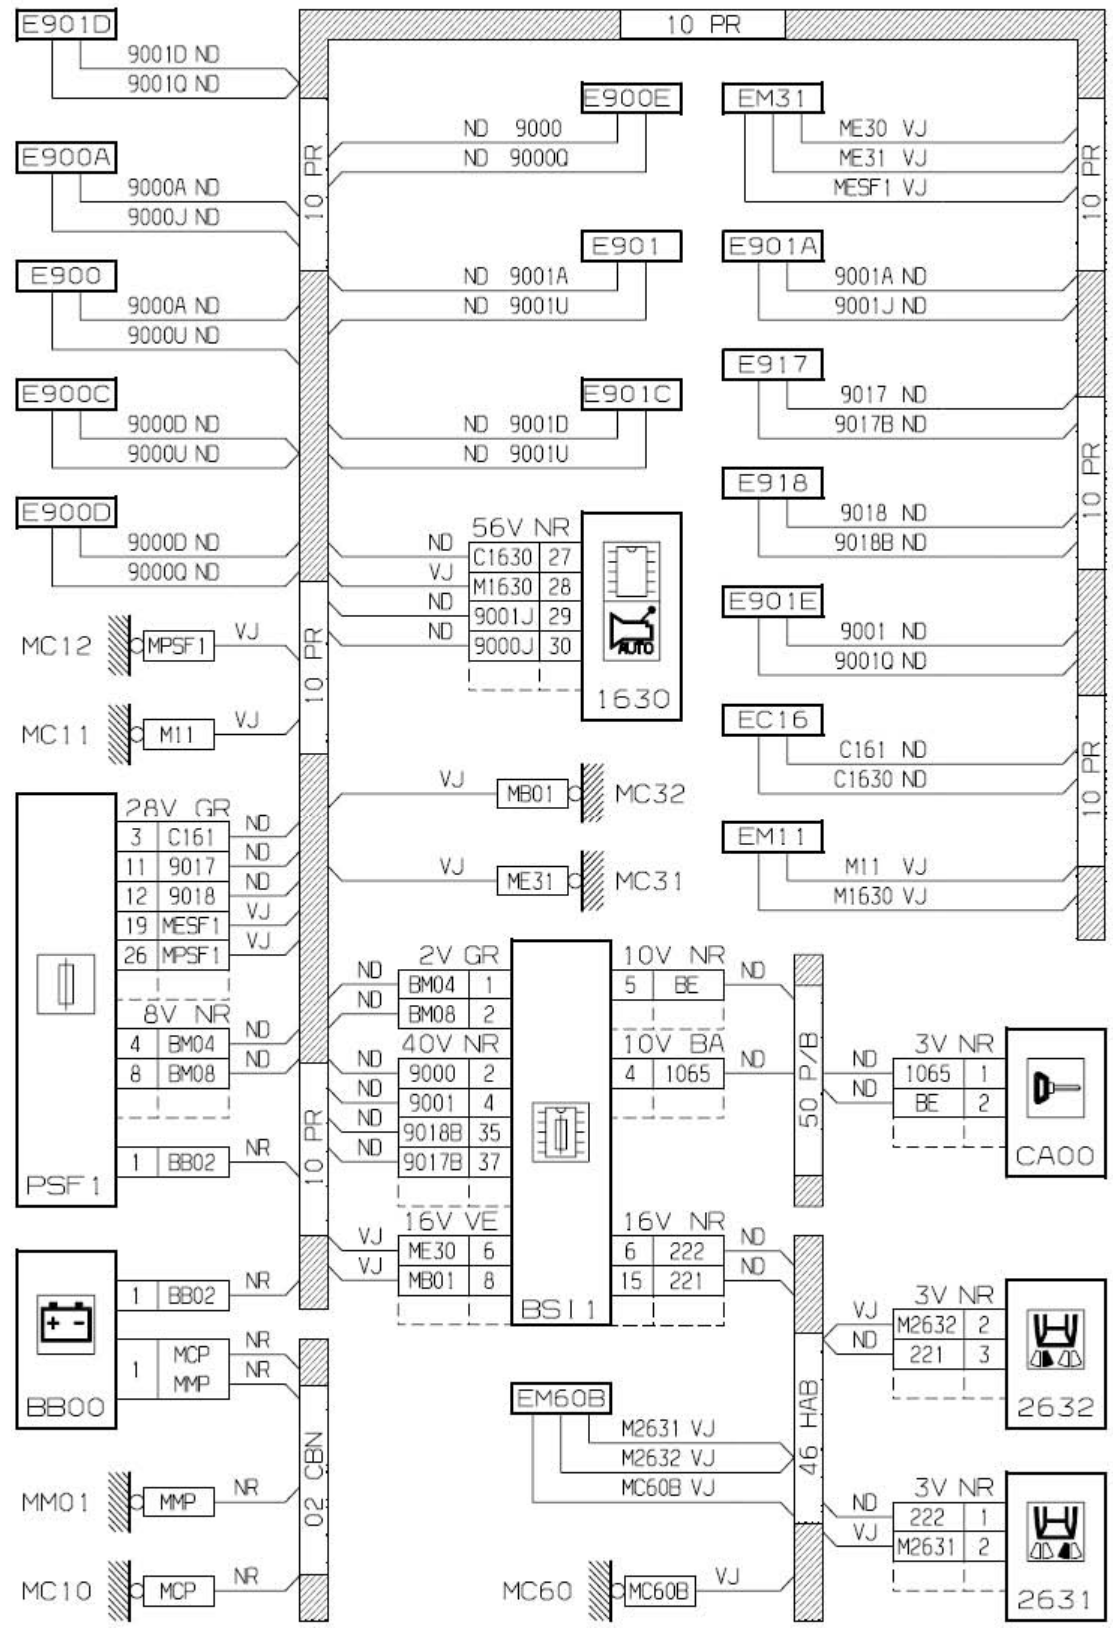 10 PR
E901D
9001D ND
9001Q ND
E900A
9000A ND
9000J ND
E900
9000A ND
9000U ND
E900C
9000D ND
9000U ND
E900D
9000D ND
9000Q ND
MC12
MPSF1
VJ
MC11
M11
VJ
10 PR
10 PR
10 PR
E900E
ND 9000
ND 9000Q
E901
ND 9001A
ND 9001U
E901C
ND 9001D
ND 9001U
56V NR
ND C1630 27
VJ M1630 28
ND 9001J 29
ND 9000J 30
AUTO
1630
VJ MB01 MC32
VJ ME31 MC31
EM31
ME30 VJ
ME31 VJ
MESF1 VJ
E901A
9001A ND
9001J ND
E917
9017 ND
9017B ND
E918
9018 ND
9018B ND
E901E
9001 ND
9001Q ND
EC16
C161 ND
C1630 ND
EM11
M11 VJ
M1630 VJ
10 PR
10 PR
10 PR
28V GR
3 C161 ND
11 9017 ND
12 9018 ND
19 MESF1 VJ
26 MPSF1 VJ
8V NR
4 BM04 ND
8 BM08 ND
1 BB02 NR
PSF1
1 BB02 NR
1 MCP NR
MMP NR
+ -
BB00
02 CBN
MM01 MMP NR
MC10 MCP NR
2V GR
ND BM04 1
ND BM08 2
40V NR
ND 9000 2
ND 9001 4
ND 9018B 35
ND 9017B 37
16V VE
VJ ME30 6
VJ MB01 8
BSI1
10V NR
5 BE ND
10V BA
4 1065 ND
16V NR
6 222 ND
15 221 ND
50 P/B
3V NR
ND 1065 1
ND BE 2
CA00
46 HAB
3V NR
VJ M2632 2
ND 221 3
2632
EM60B
M2631 VJ
M2632 VJ
MC60B VJ
3V NR
ND 222 1
VJ M2631 2
2631
MC60 MC60B VJ